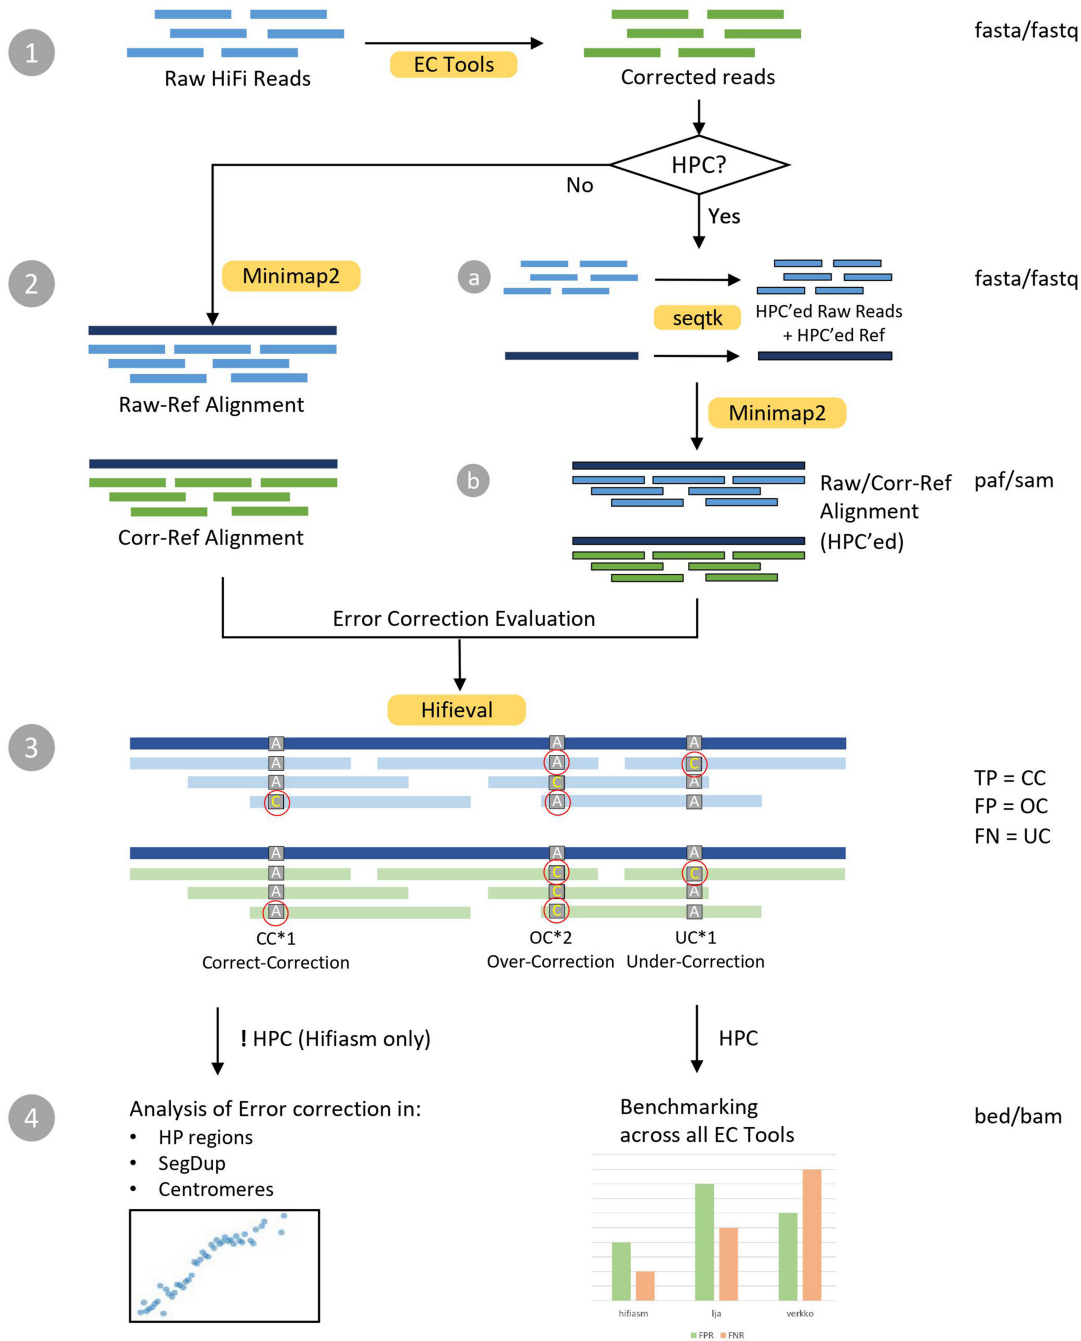 1
Raw HiFi Reads
EC Tools
Corrected reads
fasta/fastq
HPC?
No
Yes
2
Minimap2
Raw-Ref Alignment
Corr-Ref Alignment
a
seqtk
HPC'ed Raw Reads
+ HPC'ed Ref
fasta/fastq
Minimap2
b
Raw/Corr-Ref
Alignment
(HPC'ed)
paf/sam
Error Correction Evaluation
Hifieval
3
A A A
A A C
A C A
C A A
A A A
A C C
A C A
A C A
CC*1
Correct-Correction
OC*2
Over-Correction
UC*1
Under-Correction
TP = CC
FP = OC
FN = UC
! HPC (Hifiasm only)
HPC
4
Analysis of Error correction in:
• HP regions
• SegDup
• Centromeres
Benchmarking
across all EC Tools
hifiasm lja verkko
FPR FNR
bed/bam